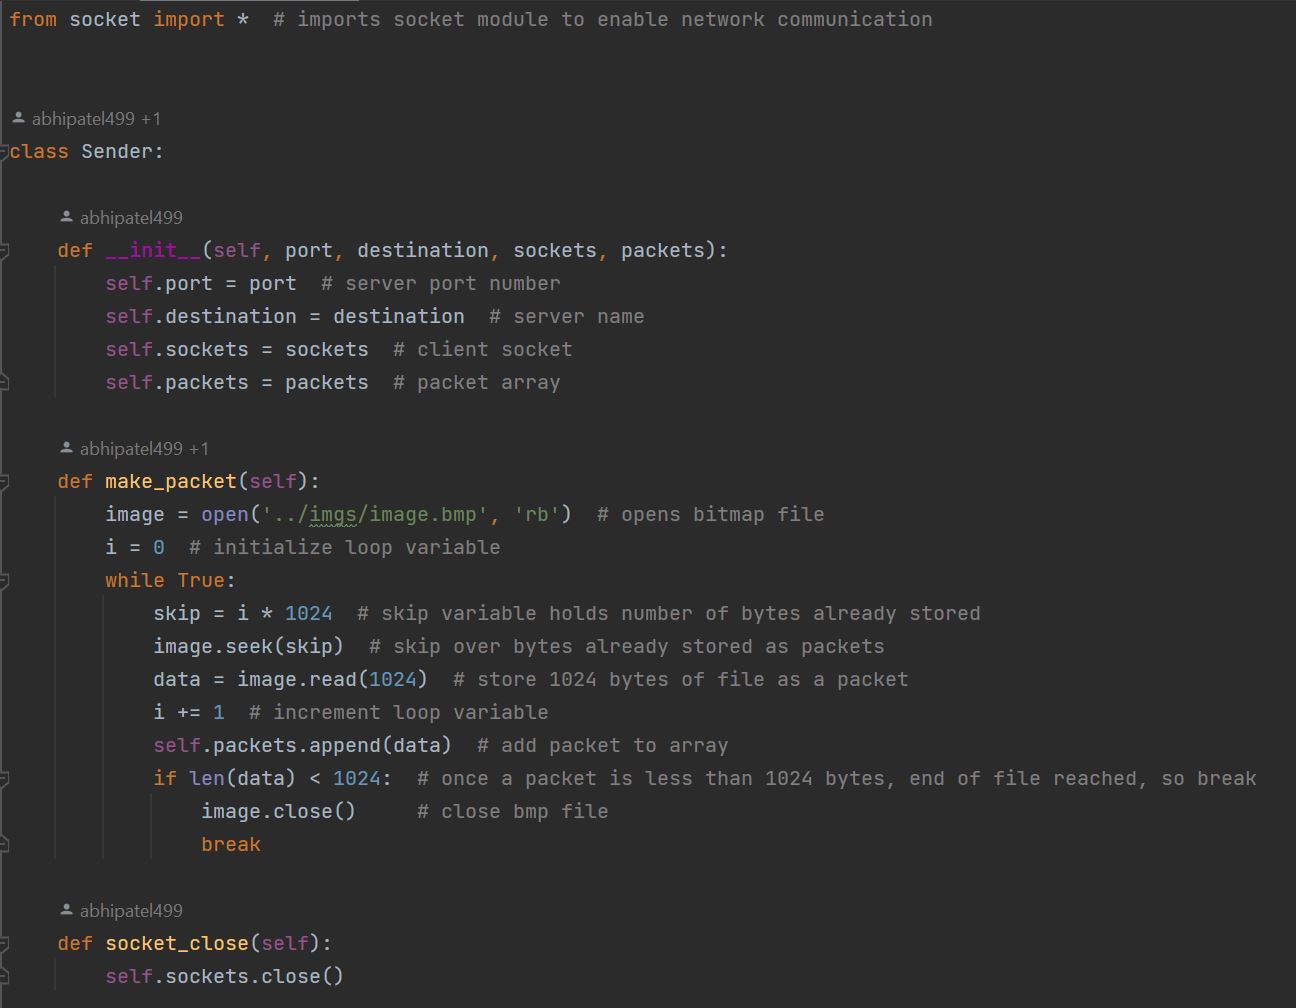 from socket import *  # imports socket module to enable network communication
abhipatel499 +1
class Sender:
abhipatel499
def __init__(self, port, destination, sockets, packets):
self.port = port  # server port number
self.destination = destination  # server name
self.sockets = sockets  # client socket
self.packets = packets  # packet array
abhipatel499 +1
def make_packet(self):
image = open('../imgs/image.bmp', 'rb')  # opens bitmap file
i = 0  # initialize loop variable
while True:
skip = i * 1024  # skip variable holds number of bytes already stored
image.seek(skip)  # skip over bytes already stored as packets
data = image.read(1024)  # store 1024 bytes of file as a packet
i += 1  # increment loop variable
self.packets.append(data)  # add packet to array
if len(data) < 1024:  # once a packet is less than 1024 bytes, end of file reached, so break
image.close()     # close bmp file
break
abhipatel499
def socket_close(self):
self.sockets.close()